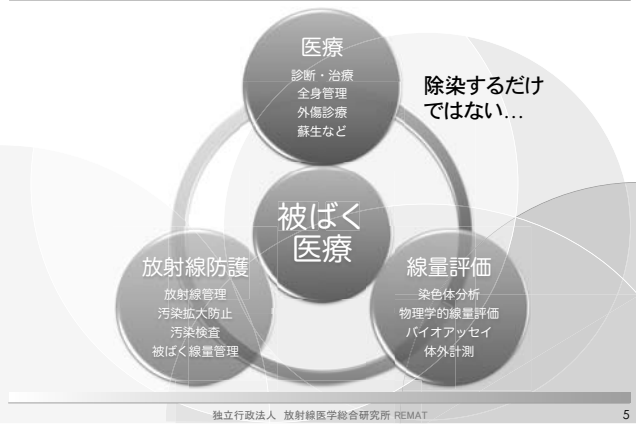 医療
診断・治療
全身管理
外傷診療
蘇生など
除染するだけ
ではない…
被ばく
医療
放射線防護
放射線管理
汚染拡大防止
汚染検査
被ばく線量管理
線量評価
染色体分析
物理学的線量評価
バイオアッセイ
体外計測
独立行政法人 放射線医学総合研究所 REMAT
5